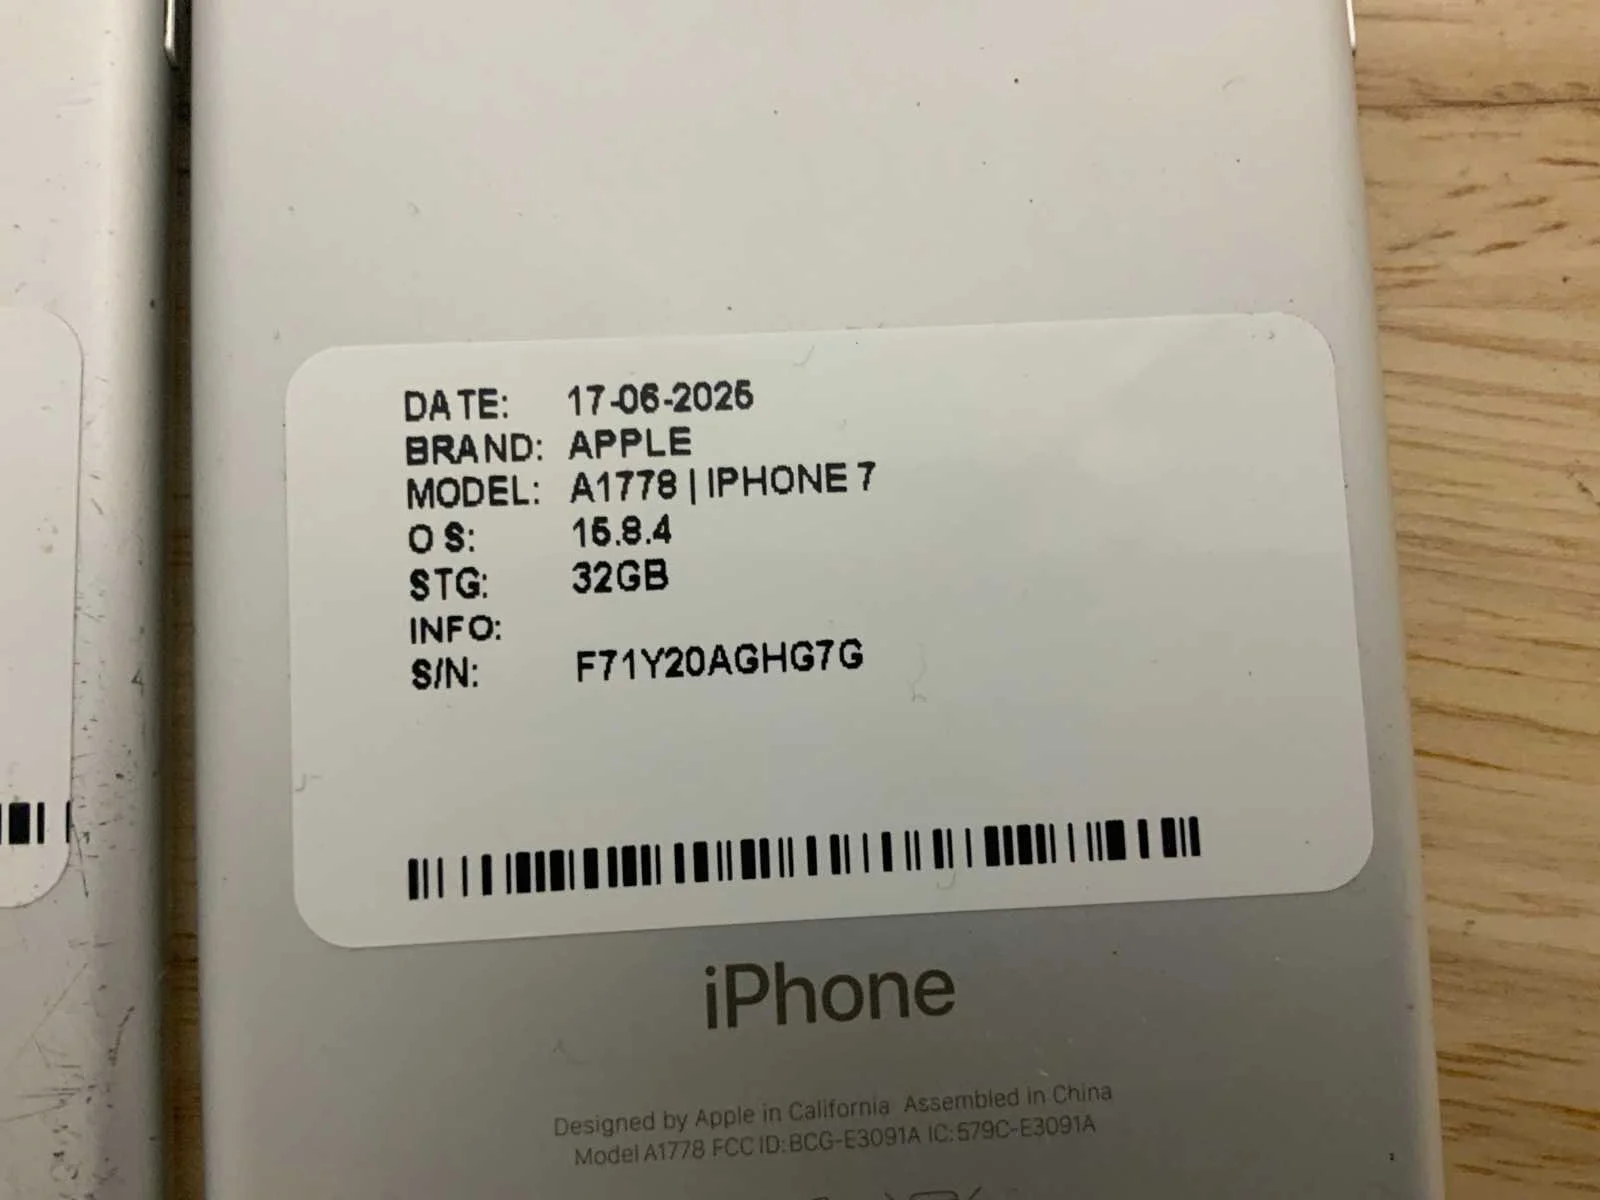 DATE: 17-06-2025
BRAND: APPLE
MODEL: A1778 | IPHONE 7
OS: 15.8.4
STG: 32GB
INFO:
S/N: F71Y20AGHG7G
iPhone
Designed by Apple in California Assembled in China
Model A1778 FCC ID:BCG-E3091A IC:579C-E3091A